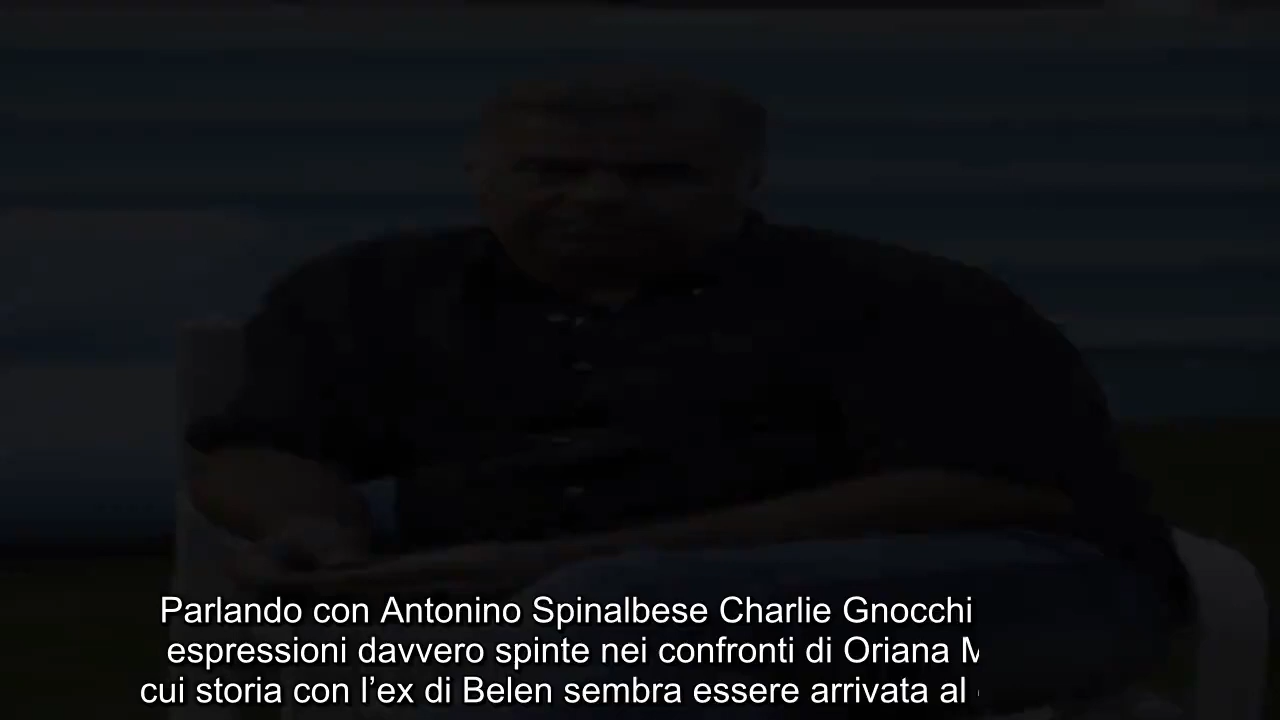 Parlando con Antonino Spinalbese Charlie Gnocchi
espressioni davvero spinte nei confronti di Oriana
cui storia con l’ex di Belen sembra essere arrivata al